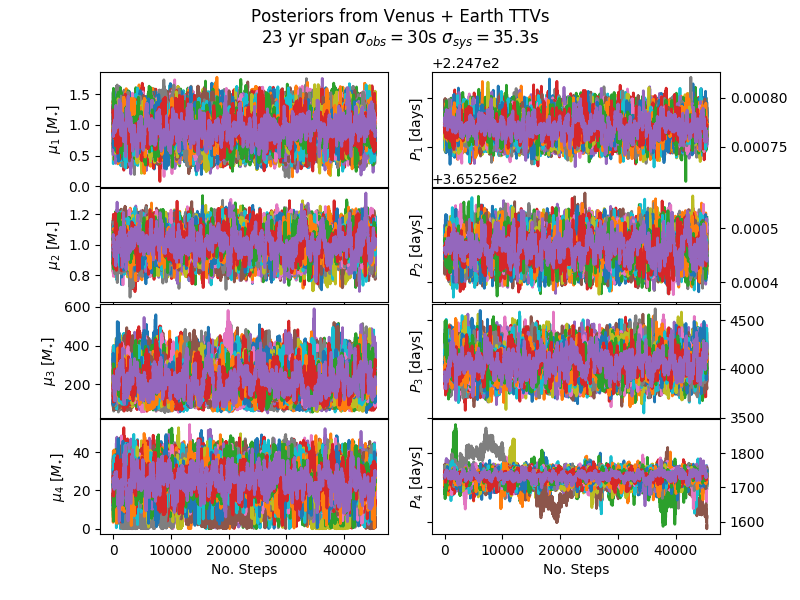 Posteriors from Venus + Earth TTVs
23 yr span σ_obs = 30s σ_sys = 35.3s
+2.247e2
μ₁ [M⋆]
1.5
1.0
0.5
0.0
P₁ [days]
0.00080
0.00075
+3.65256e2
μ₂ [M⋆]
1.2
1.0
0.8
P₂ [days]
0.0005
0.0004
μ₃ [M⋆]
600
400
200
P₃ [days]
4500
4000
3500
μ₄ [M⋆]
40
20
0
P₄ [days]
1800
1700
1600
0 10000 20000 30000 40000
No. Steps
0 10000 20000 30000 40000
No. Steps